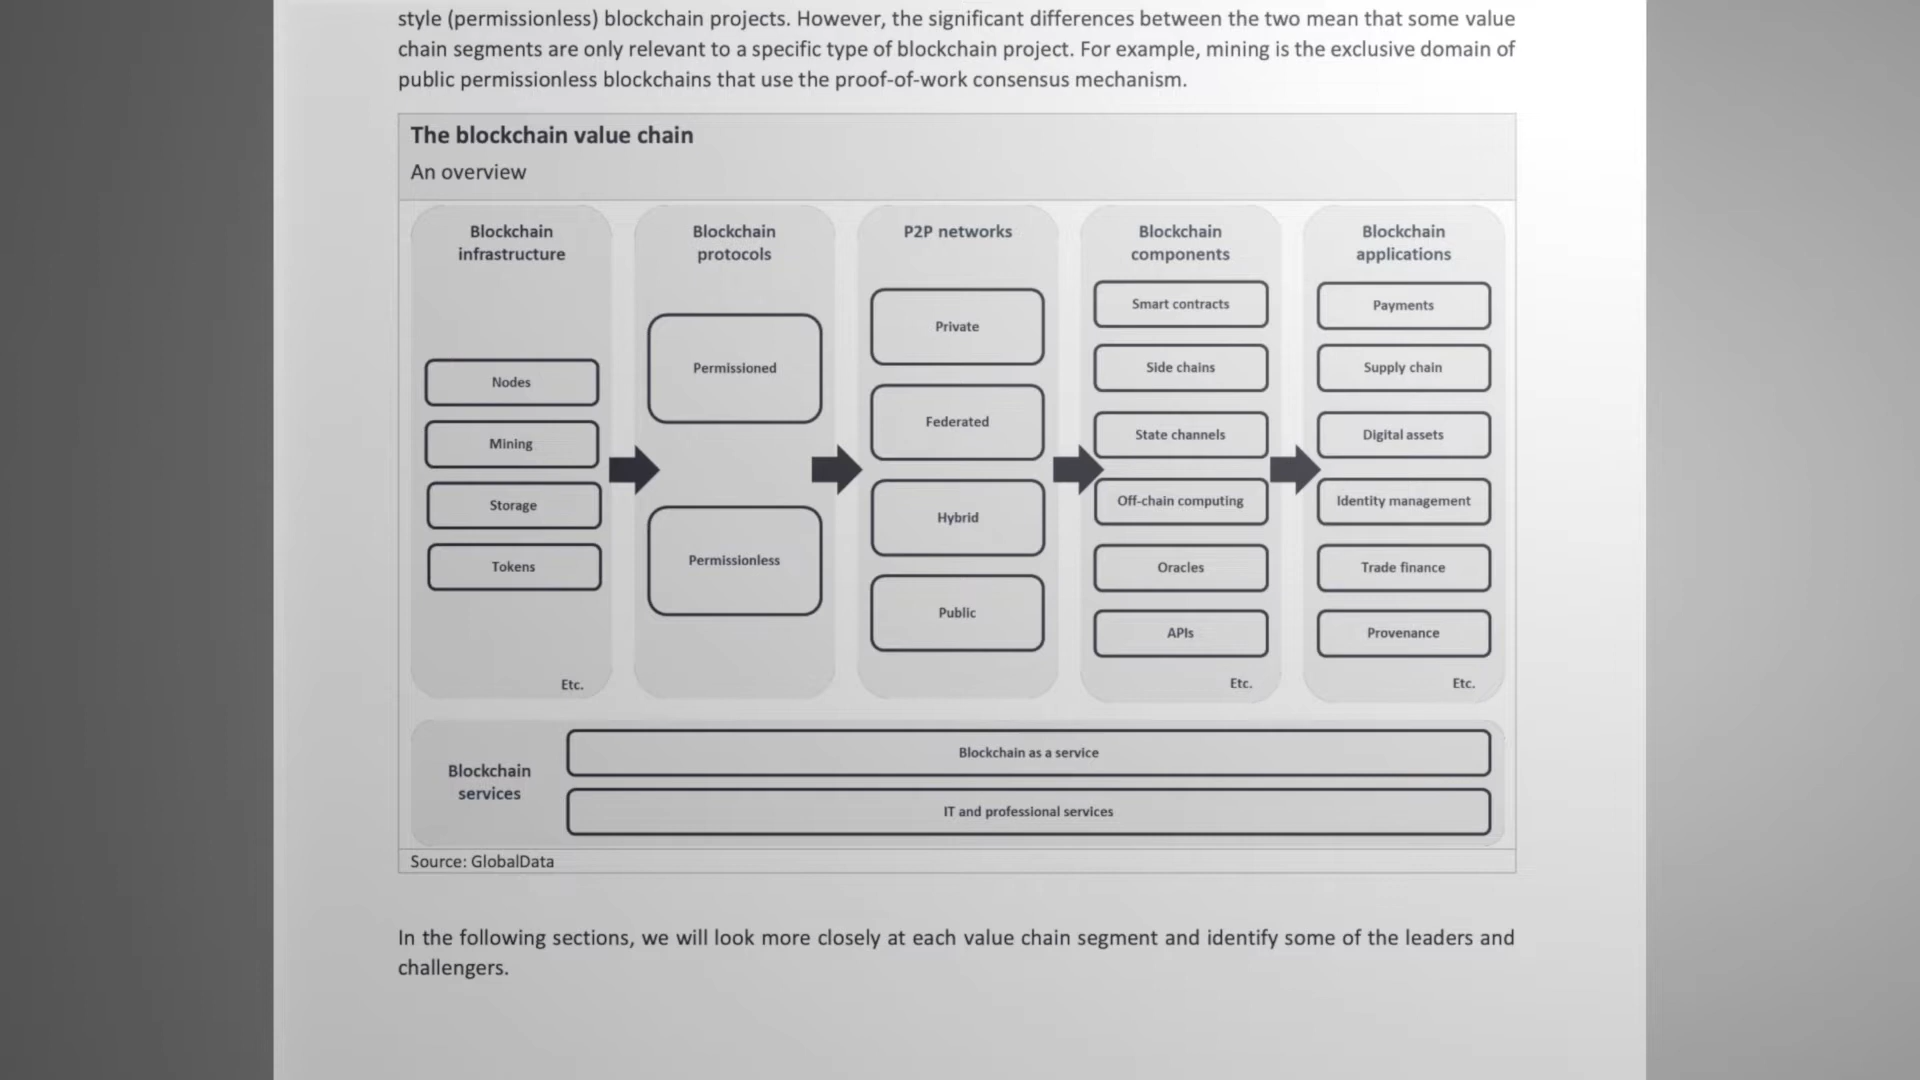 style (permissionless) blockchain projects. However, the significant differences between the two mean that some value
chain segments are only relevant to a specific type of blockchain project. For example, mining is the exclusive domain of
public permissionless blockchains that use the proof-of-work consensus mechanism.
The blockchain value chain
An overview
Blockchain
infrastructure
Nodes
Mining
Storage
Tokens
Etc.
Blockchain
protocols
Permissioned
Permissionless
P2P networks
Private
Federated
Hybrid
Public
Blockchain
components
Smart contracts
Side chains
State channels
Off-chain computing
Oracles
APIs
Etc.
Blockchain
applications
Payments
Supply chain
Digital assets
Identity management
Trade finance
Provenance
Etc.
Blockchain
services
Blockchain as a service
IT and professional services
Source: GlobalData
In the following sections, we will look more closely at each value chain segment and identify some of the leaders and
challengers.